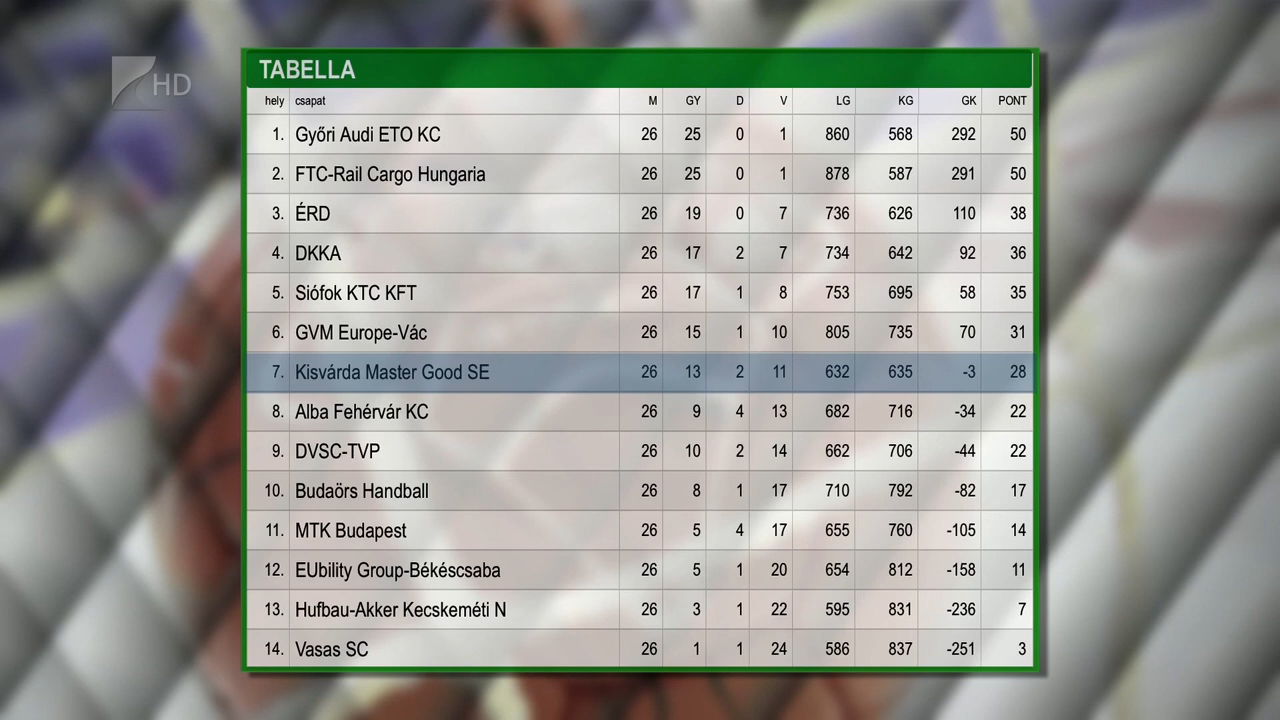 HD
TABELLA
hely csapat M GY D V LG KG GK PONT
1. Győri Audi ETO KC 26 25 0 1 860 568 292 50
2. FTC-Rail Cargo Hungaria 26 25 0 1 878 587 291 50
3. ÉRD 26 19 0 7 736 626 110 38
4. DKKA 26 17 2 7 734 642 92 36
5. Siófok KTC KFT 26 17 1 8 753 695 58 35
6. GVM Europe-Vác 26 15 1 10 805 735 70 31
7. Kisvárda Master Good SE 26 13 2 11 632 635 -3 28
8. Alba Fehérvár KC 26 9 4 13 682 716 -34 22
9. DVSC-TVP 26 10 2 14 662 706 -44 22
10. Budaörs Handball 26 8 1 17 710 792 -82 17
11. MTK Budapest 26 5 4 17 655 760 -105 14
12. EUbility Group-Békéscsaba 26 5 1 20 654 812 -158 11
13. Hufbau-Akker Kecskeméti N 26 3 1 22 595 831 -236 7
14. Vasas SC 26 1 1 24 586 837 -251 3